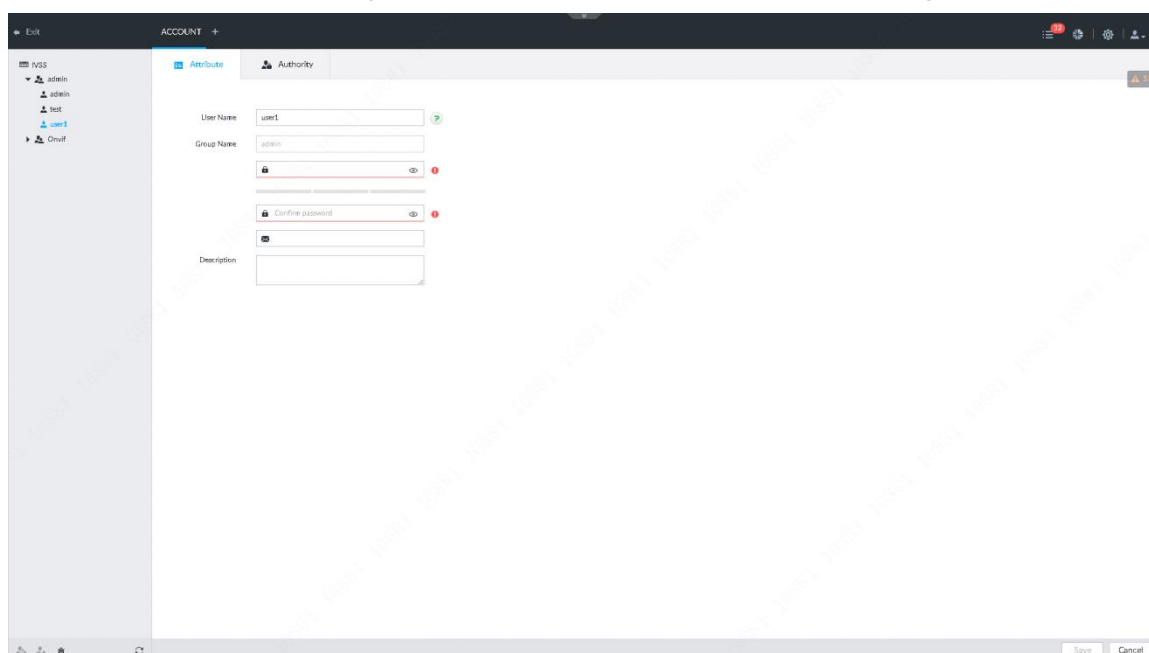 Exit
ACCOUNT +
32
IVSS
admin
admin
test
user1
Onvif
Attribute
Authority
User Name
user1
Group Name
admin
Confirm password
Description
Save
Cancel